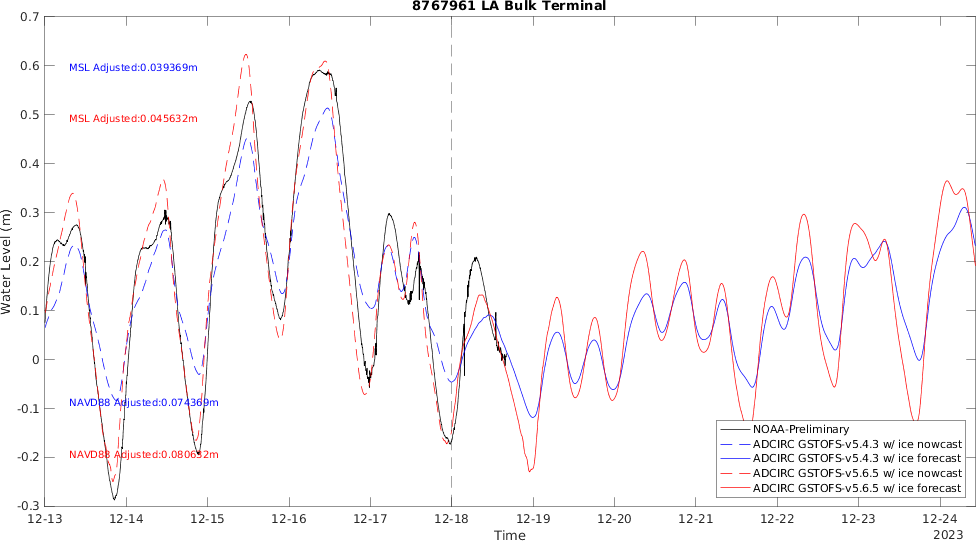 8767961 LA Bulk Terminal
0.7
0.6
0.5
0.4
0.3
0.2
0.1
0
-0.1
-0.2
-0.3
Water Level (m)
MSL Adjusted:0.039369m
MSL Adjusted:0.045632m
NAVD88 Adjusted:0.074369m
NAVD88 Adjusted:0.080632m
NOAA-Preliminary
ADCIRC GSTOFS-v5.4.3 w/ ice nowcast
ADCIRC GSTOFS-v5.4.3 w/ ice forecast
ADCIRC GSTOFS-v5.6.5 w/ ice nowcast
ADCIRC GSTOFS-v5.6.5 w/ ice forecast
12-13 12-14 12-15 12-16 12-17 12-18 12-19 12-20 12-21 12-22 12-23 12-24
Time
2023